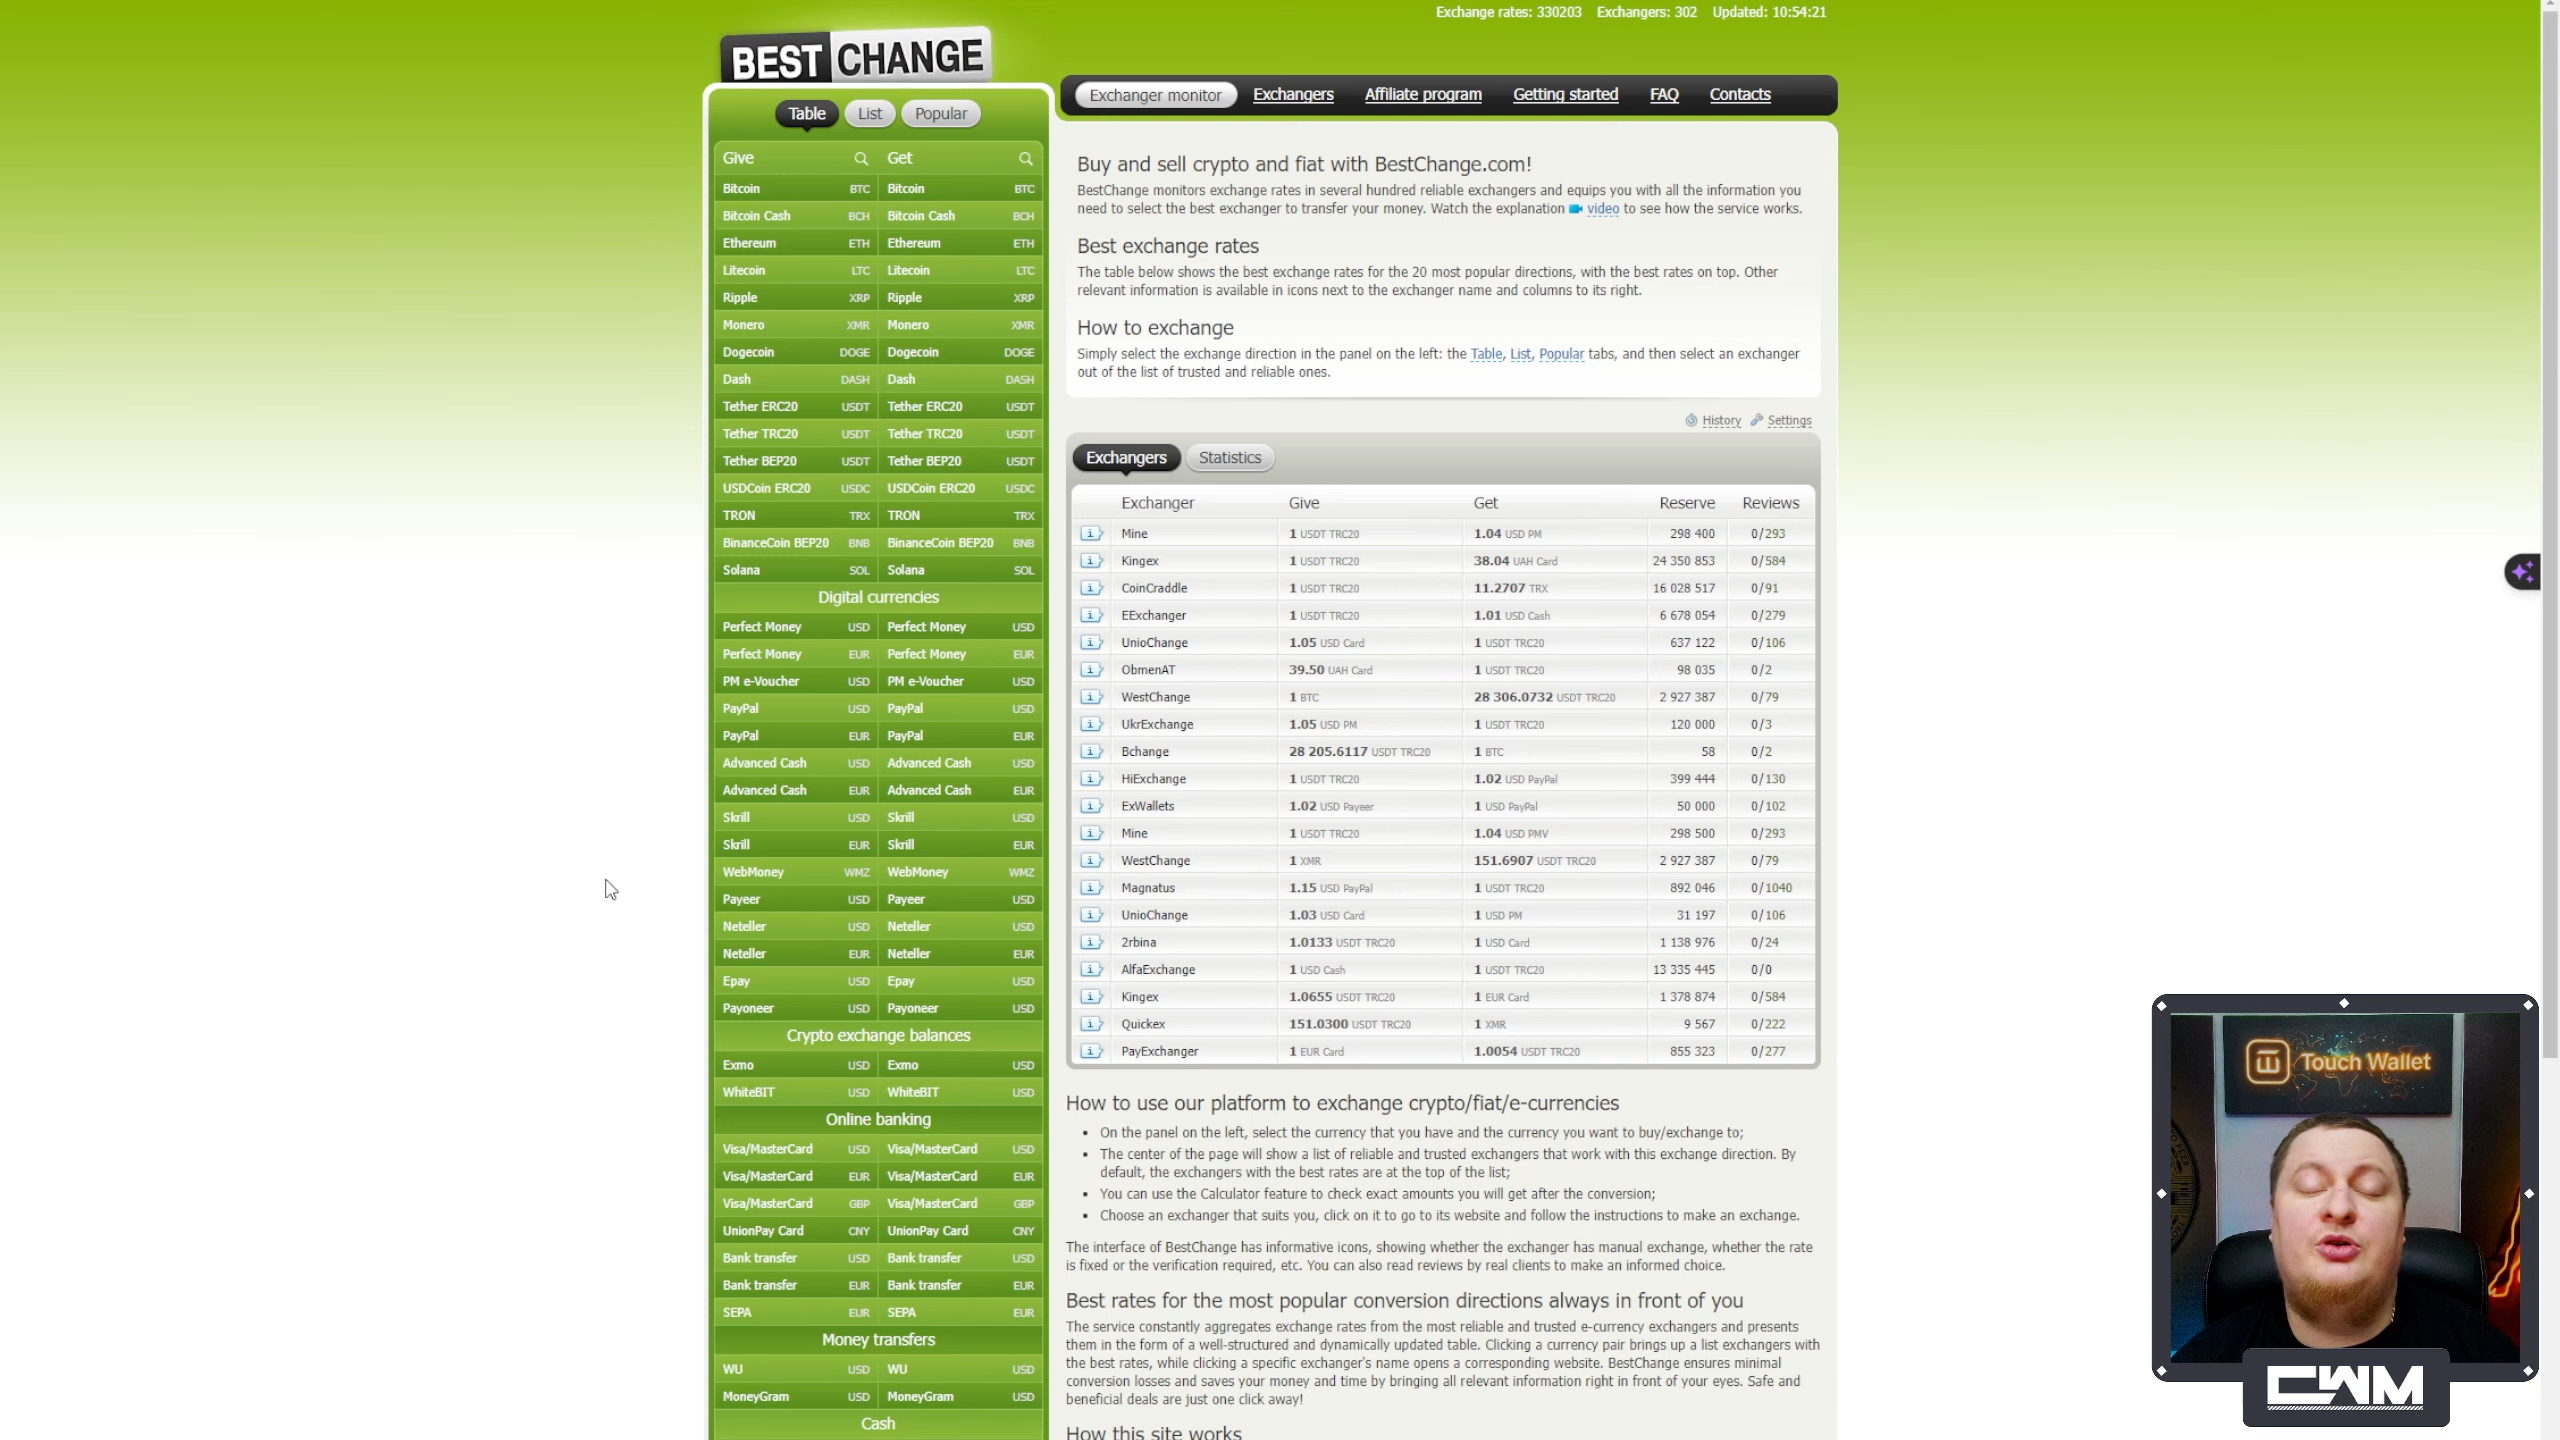 Exchange rates: 330203 Exchangers: 302 Updated: 10:54:21
BEST CHANGE
Exchanger monitor Exchangers Affiliate program Getting started FAQ Contacts
Table List Popular
Give Get
Bitcoin BTC Bitcoin BTC
Bitcoin Cash BCH Bitcoin Cash BCH
Ethereum ETH Ethereum ETH
Litecoin LTC Litecoin LTC
Ripple XRP Ripple XRP
Monero XMR Monero XMR
Dogecoin DOGE Dogecoin DOGE
Dash DASH Dash DASH
Tether ERC20 USDT Tether ERC20 USDT
Tether TRC20 USDT Tether TRC20 USDT
Tether BEP20 USDT Tether BEP20 USDT
USDCoin ERC20 USDC USDCoin ERC20 USDC
TRON TRX TRON TRX
BinanceCoin BEP20 BNB BinanceCoin BEP20 BNB
Solana SOL Solana SOL
Digital currencies
Perfect Money USD Perfect Money USD
Perfect Money EUR Perfect Money EUR
PM e-Voucher USD PM e-Voucher USD
PayPal USD PayPal USD
PayPal EUR PayPal EUR
Advanced Cash USD Advanced Cash USD
Advanced Cash EUR Advanced Cash EUR
Skrill USD Skrill USD
Skrill EUR Skrill EUR
WebMoney WMZ WebMoney WMZ
Payeer USD Payeer USD
Neteller USD Neteller USD
Neteller EUR Neteller EUR
Epay USD Epay USD
Payoneer USD Payoneer USD
Crypto exchange balances
Exmo USD Exmo USD
WhiteBIT USD WhiteBIT USD
Online banking
Visa/MasterCard USD Visa/MasterCard USD
Visa/MasterCard EUR Visa/MasterCard EUR
Visa/MasterCard GBP Visa/MasterCard GBP
UnionPay Card CNY UnionPay Card CNY
Bank transfer USD Bank transfer USD
Bank transfer EUR Bank transfer EUR
SEPA EUR SEPA EUR
Money transfers
WU USD WU USD
MoneyGram USD MoneyGram USD
Cash
Buy and sell crypto and fiat with BestChange.com!
BestChange monitors exchange rates in several hundred reliable exchangers and equips you with all the information you
need to select the best exchanger to transfer your money. Watch the explanation video to see how the service works.
Best exchange rates
The table below shows the best exchange rates for the 20 most popular directions, with the best rates on top. Other
relevant information is available in icons next to the exchanger name and columns to its right.
How to exchange
Simply select the exchange direction in the panel on the left: the Table, List, Popular tabs, and then select an exchanger
out of the list of trusted and reliable ones.
History Settings
Exchangers Statistics
Exchanger Give Get Reserve Reviews
Mine 1 USDT TRC20 1.04 USD PM 298 400 0/293
Kingex 1 USDT TRC20 38.04 UAH Card 24 350 853 0/584
CoinCraddle 1 USDT TRC20 11.2707 TRX 16 028 517 0/91
EExchanger 1 USDT TRC20 1.01 USD Cash 6 678 054 0/279
UnioChange 1.05 USD Card 1 USDT TRC20 637 122 0/106
ObmenAT 39.50 UAH Card 1 USDT TRC20 98 035 0/2
WestChange 1 BTC 28 306.0732 USDT TRC20 2 927 387 0/79
UkrExchange 1.05 USD PM 1 USDT TRC20 120 000 0/3
Bchange 28 205.6117 USDT TRC20 1 BTC 58 0/2
HiExchange 1 USDT TRC20 1.02 USD PayPal 399 444 0/130
ExWallets 1.02 USD Payeer 1 USD PayPal 50 000 0/102
Mine 1 USDT TRC20 1.04 USD PMV 298 500 0/293
WestChange 1 XMR 151.6907 USDT TRC20 2 927 387 0/79
Magnatus 1.15 USD PayPal 1 USDT TRC20 892 046 0/1040
UnioChange 1.03 USD Card 1 USD PM 31 197 0/106
2rbina 1.0133 USDT TRC20 1 USD Card 1 138 976 0/24
AlfaExchange 1 USD Cash 1 USDT TRC20 13 335 445 0/0
Kingex 1.0655 USDT TRC20 1 EUR Card 1 378 874 0/584
Quickex 151.0300 USDT TRC20 1 XMR 9 567 0/222
PayExchanger 1 EUR Card 1.0054 USDT TRC20 855 323 0/277
How to use our platform to exchange crypto/fiat/e-currencies
• On the panel on the left, select the currency that you have and the currency you want to buy/exchange to;
• The center of the page will show a list of reliable and trusted exchangers that work with this exchange direction. By
default, the exchangers with the best rates are at the top of the list;
• You can use the Calculator feature to check exact amounts you will get after the conversion;
• Choose an exchanger that suits you, click on it to go to its website and follow the instructions to make an exchange.
The interface of BestChange has informative icons, showing whether the exchanger has manual exchange, whether the rate
is fixed or the verification required, etc. You can also read reviews by real clients to make an informed choice.
Best rates for the most popular conversion directions always in front of you
The service constantly aggregates exchange rates from the most reliable and trusted e-currency exchangers and presents
them in the form of a well-structured and dynamically updated table. Clicking a currency pair brings up a list exchangers with
the best rates, while clicking a specific exchanger's name opens a corresponding website. BestChange ensures minimal
conversion losses and saves your money and time by bringing all relevant information right in front of your eyes. Safe and
beneficial deals are just one click away!
How this site works
Touch Wallet
CWM